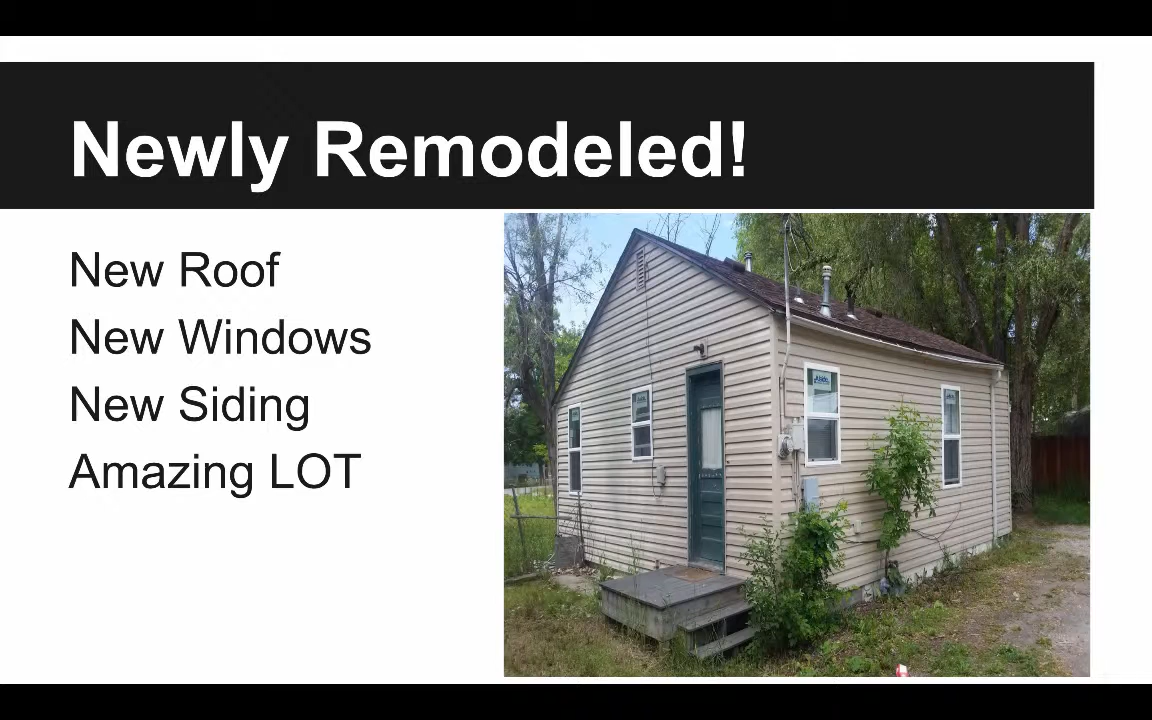 Newly Remodeled!
New Roof
New Windows
New Siding
Amazing LOT